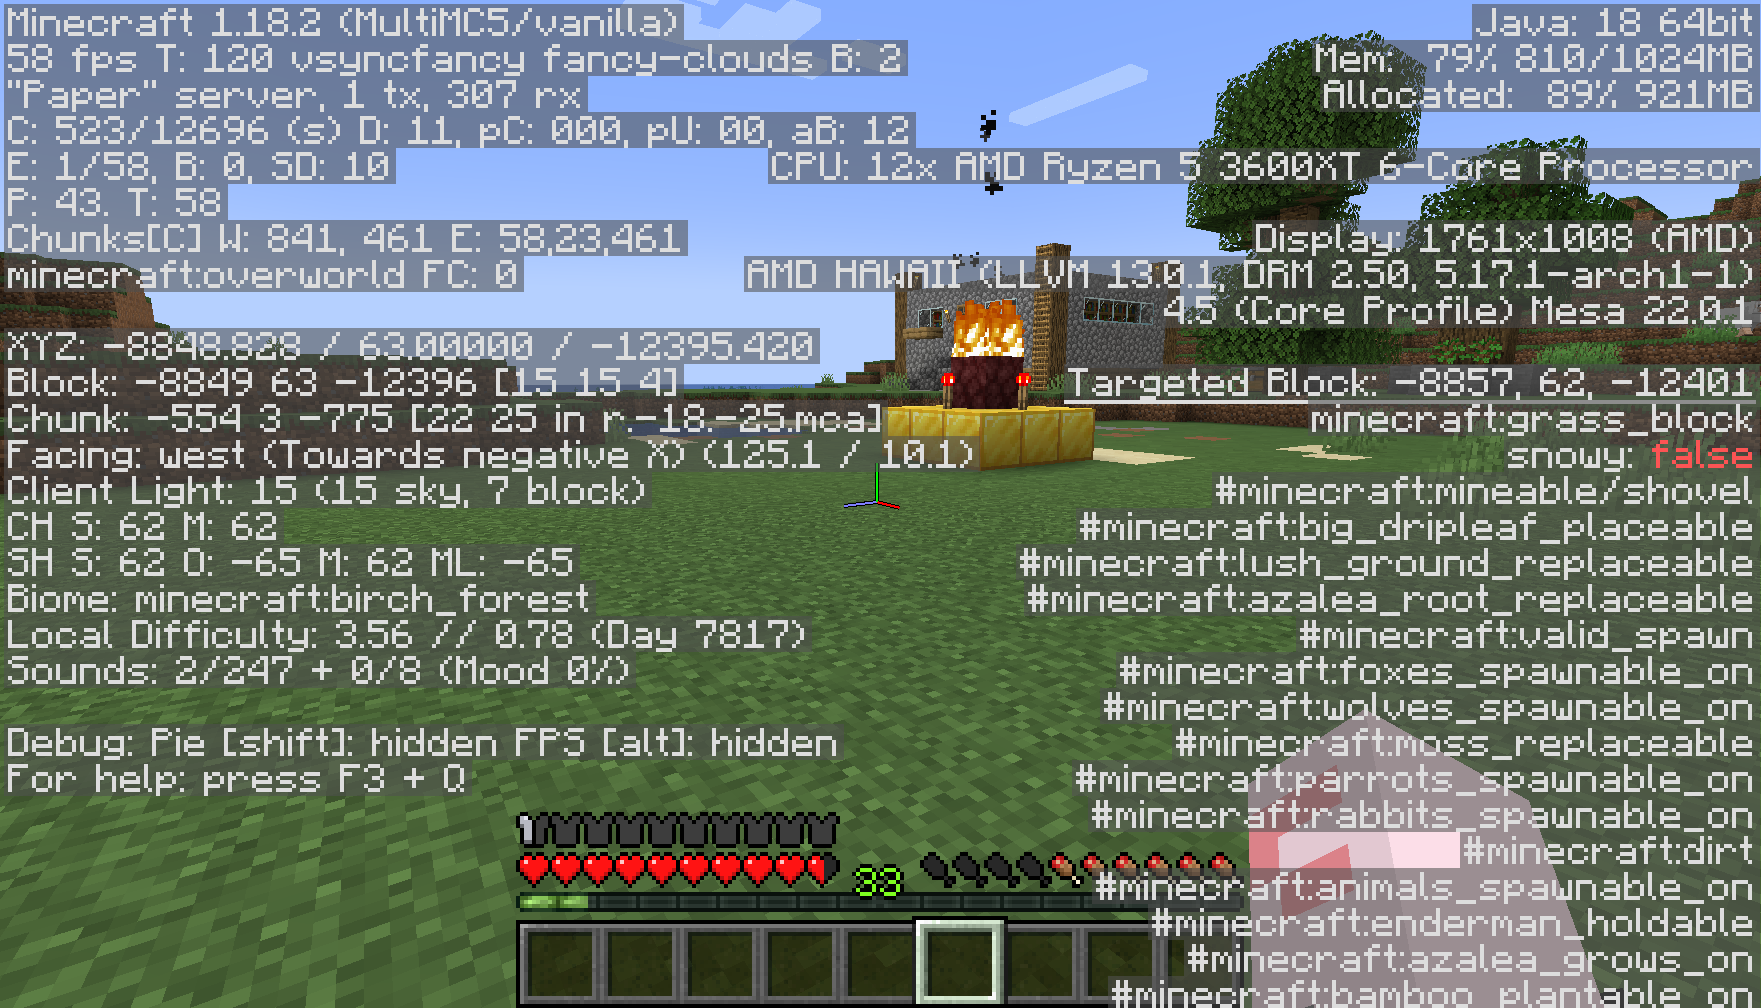 Minecraft 1.18.2 (MultiMC5/vanilla)
58 fps T: 120 vsyncfancy fancy-clouds B: 2
"Paper" server, 1 tx, 307 rx
C: 523/12696 (s) D: 11, pC: 000, pU: 00, aB: 12
E: 1/58, B: 0, SD: 10
P: 43. T: 58
Chunks[C] W: 841, 461 E: 58,23,461
minecraft:overworld FC: 0
XYZ: -8848.828 / 63.00000 / -12395.420
Block: -8849 63 -12396 [15 15 4]
Chunk: -554 3 -775 [22 25 in r.-18.-25.mca]
Facing: west (Towards negative X) (125.1 / 10.1)
Client Light: 15 (15 sky, 7 block)
CH S: 62 M: 62
SH S: 62 O: -65 M: 62 ML: -65
Biome: minecraft:birch_forest
Local Difficulty: 3.56 // 0.78 (Day 7817)
Sounds: 2/247 + 0/8 (Mood 0%)
Debug: Pie [shift]: hidden FPS [alt]: hidden
For help: press F3 + Q
Java: 18 64bit
Mem: 79% 810/1024MB
Allocated: 89% 921MB
CPU: 12x AMD Ryzen 5 3600XT 6-Core Processor
Display: 1761x1008 (AMD)
AMD HAWAII (LLVM 13.0.1, DRM 2.50, 5.17.1-arch1-1)
4.5 (Core Profile) Mesa 22.0.1
Targeted Block: -8857, 62, -12401
minecraft:grass_block
snowy: false
#minecraft:mineable/shovel
#minecraft:big_dripleaf_placeable
#minecraft:lush_ground_replaceable
#minecraft:azalea_root_replaceable
#minecraft:valid_spawn
#minecraft:foxes_spawnable_on
#minecraft:wolves_spawnable_on
#minecraft:moss_replaceable
#minecraft:parrots_spawnable_on
#minecraft:rabbits_spawnable_on
#minecraft:dirt
#minecraft:animals_spawnable_on
#minecraft:enderman_holdable
#minecraft:azalea_grows_on
#minecraft:bamboo_plantable_on
33